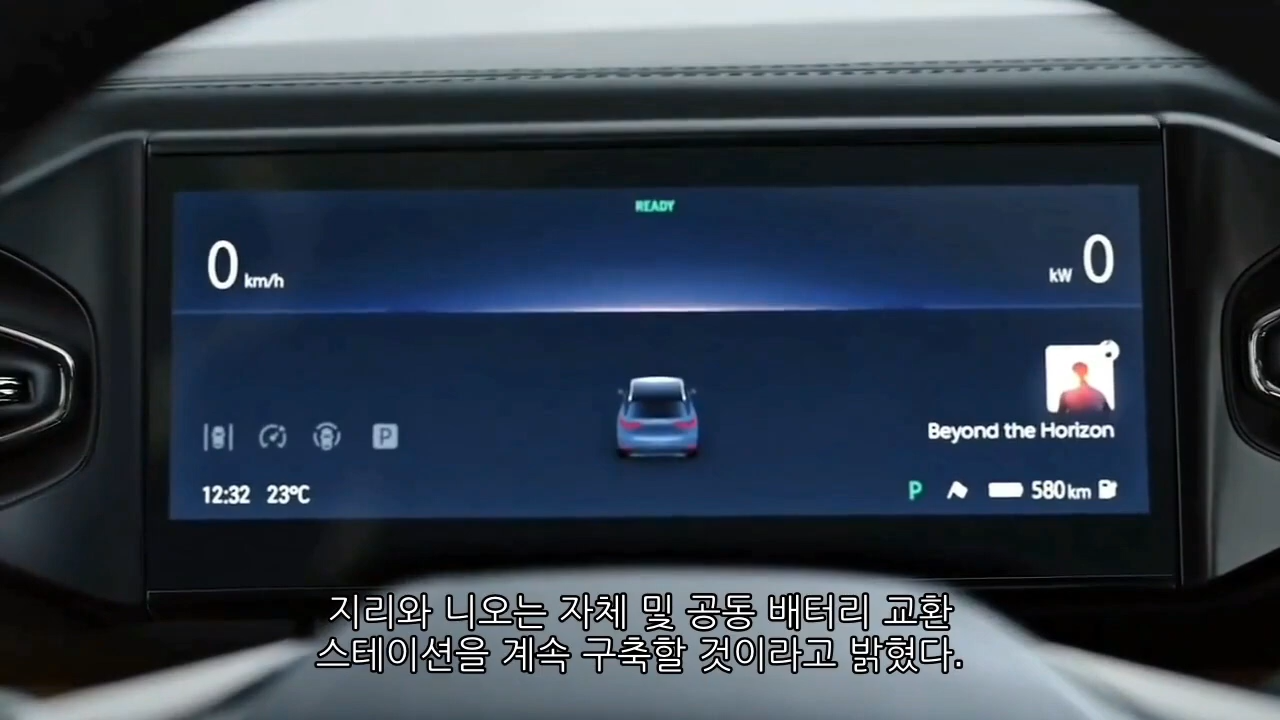 READY
0 km/h
kW 0
P
Beyond the Horizon
12:32 23°C
P 580 km
지리와 니오는 자체 및 공동 배터리 교환
스테이션을 계속 구축할 것이라고 밝혔다.